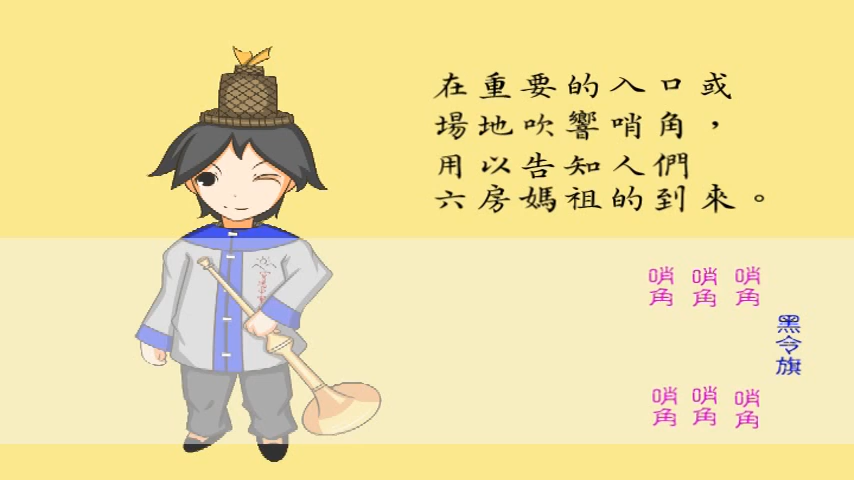 在重要的入口或
場地吹響哨角，
用以告知人們
六房媽祖的到來。
哨角 哨角 哨角
黑令旗
哨角 哨角 哨角